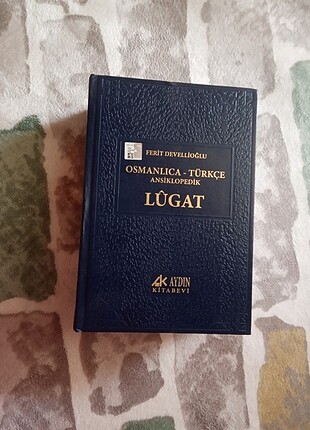 FERİT DEVELLİOĞLU
OSMANLICA - TÜRKÇE
ANSİKLOPEDİK
LÛGAT
AK AYDIN
KİTABEVİ